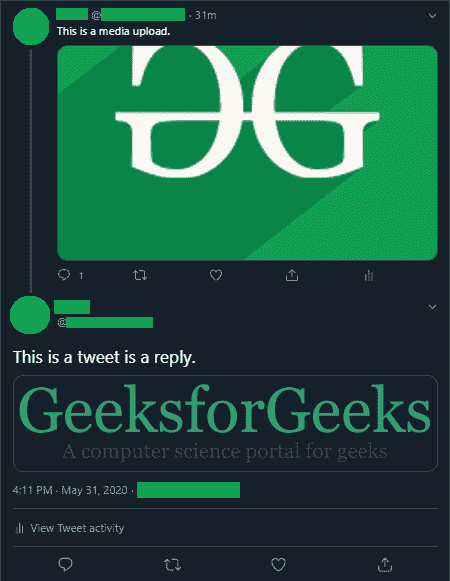 @ · 31m
This is a media upload.
GG
1
@
This is a tweet is a reply.
GeeksforGeeks
A computer science portal for geeks
4:11 PM · May 31, 2020 ·
View Tweet activity